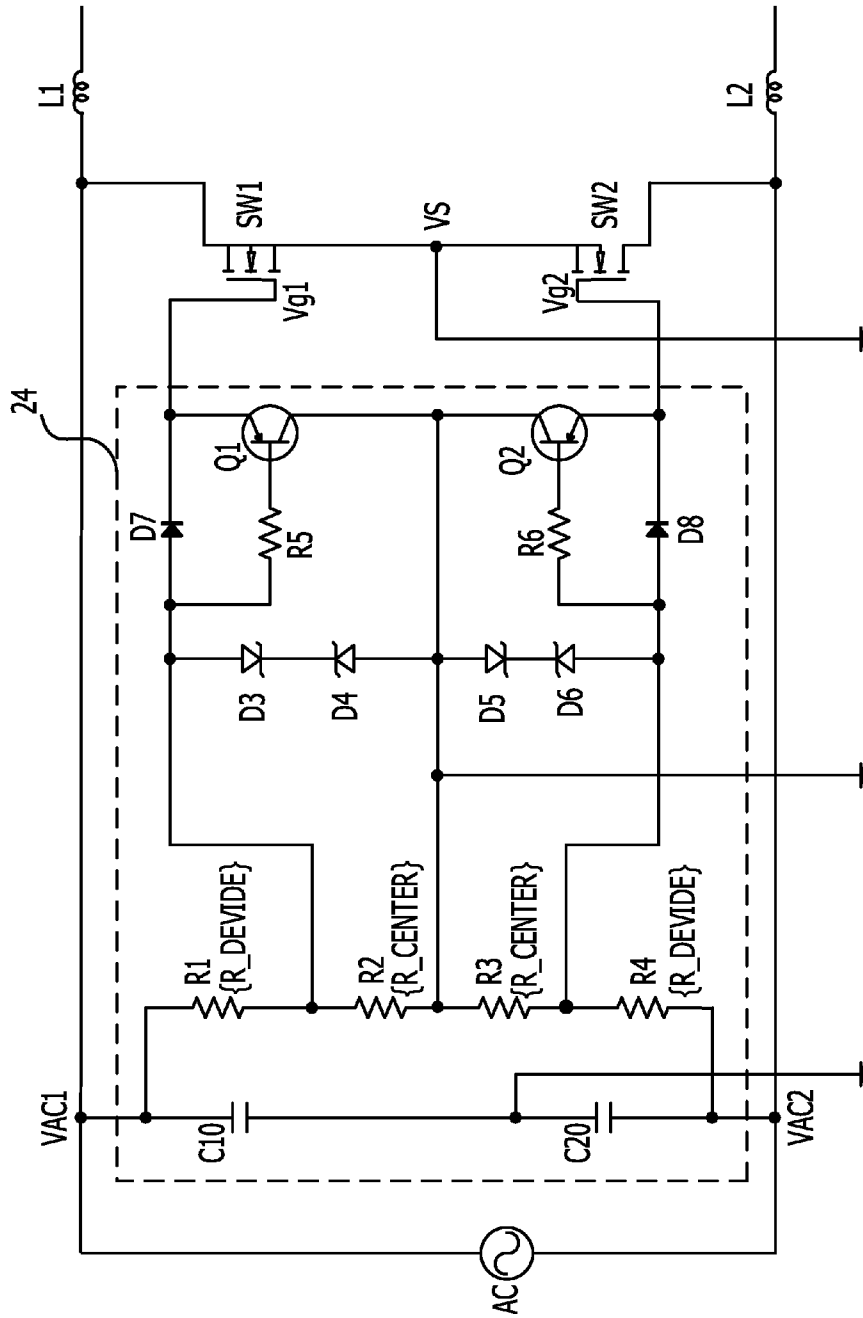 24
L1
L2
SW1
SW2
VS
Vg1
Vg2
D7
Q1
R5
Q2
R6
D8
D3
D4
D5
D6
R1
{R_DEVIDE}
R2
{R_CENTER}
R3
{R_CENTER}
R4
{R_DEVIDE}
VAC1
C10
C20
VAC2
AC